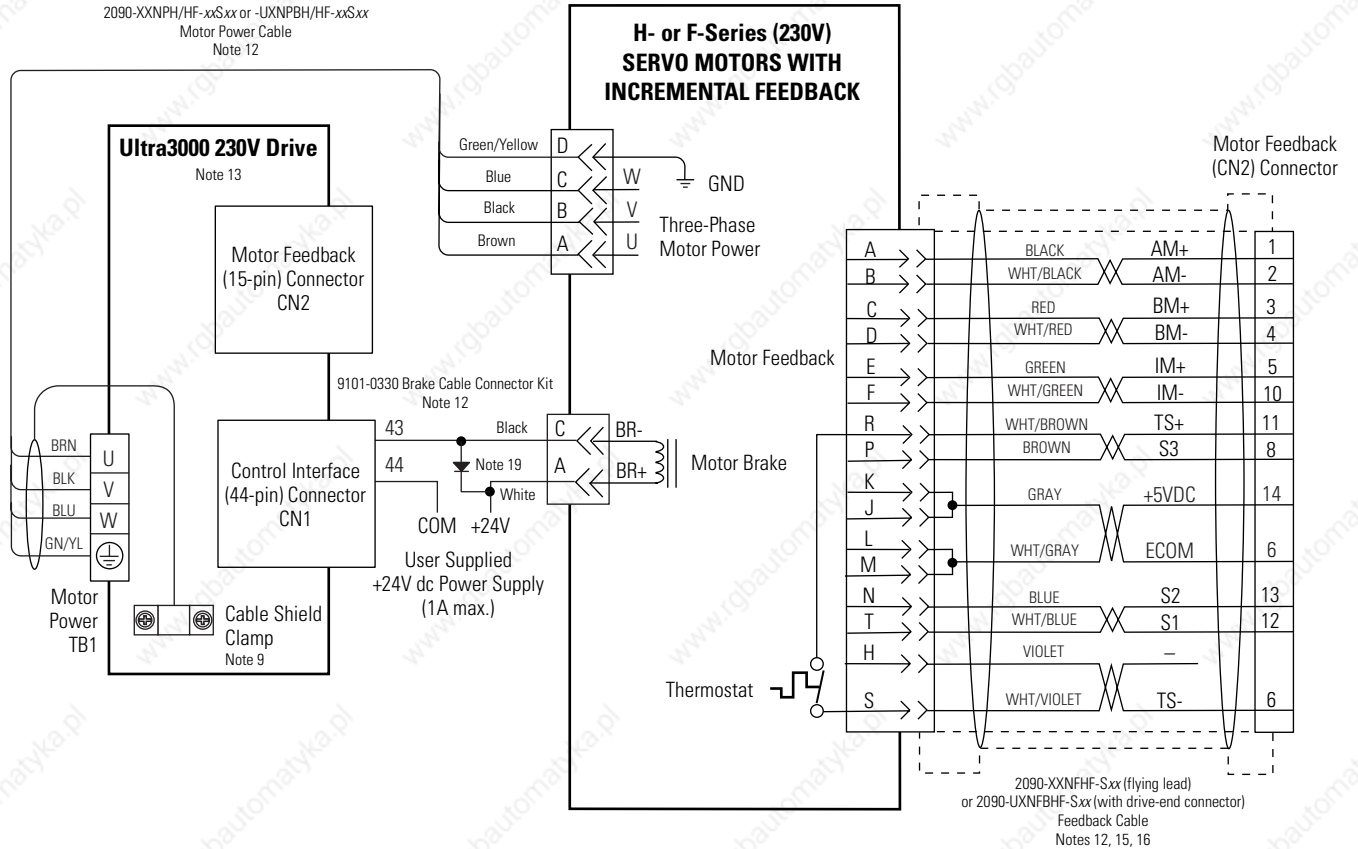 2090-XXNPH/HF-xxSxx or -UXNPBH/HF-xxSxx
Motor Power Cable
Note 12
H- or F-Series (230V)
SERVO MOTORS WITH
INCREMENTAL FEEDBACK
Ultra3000 230V Drive
Note 13
Motor Feedback
(15-pin) Connector
CN2
Control Interface
(44-pin) Connector
CN1
BRN
U
BLK
V
BLU
W
GN/YL
Motor
Power
TB1
Cable Shield
Clamp
Note 9
Green/Yellow
D
GND
Blue
C
W
Black
B
V
Brown
A
U
Three-Phase
Motor Power
9101-0330 Brake Cable Connector Kit
Note 12
43
Black
C
BR-
44
Note 19
White
A
BR+
Motor Brake
COM +24V
User Supplied
+24V dc Power Supply
(1A max.)
Motor Feedback
Thermostat
Motor Feedback
(CN2) Connector
A BLACK AM+ 1
B WHT/BLACK AM- 2
C RED BM+ 3
D WHT/RED BM- 4
E GREEN IM+ 5
F WHT/GREEN IM- 10
R WHT/BROWN TS+ 11
P BROWN S3 8
K GRAY +5VDC 14
J
L WHT/GRAY ECOM 6
M
N BLUE S2 13
T WHT/BLUE S1 12
H VIOLET –
S WHT/VIOLET TS- 6
2090-XXNFHF-Sxx (flying lead)
or 2090-UXNFBHF-Sxx (with drive-end connector)
Feedback Cable
Notes 12, 15, 16
www.rgbautomatyka.pl